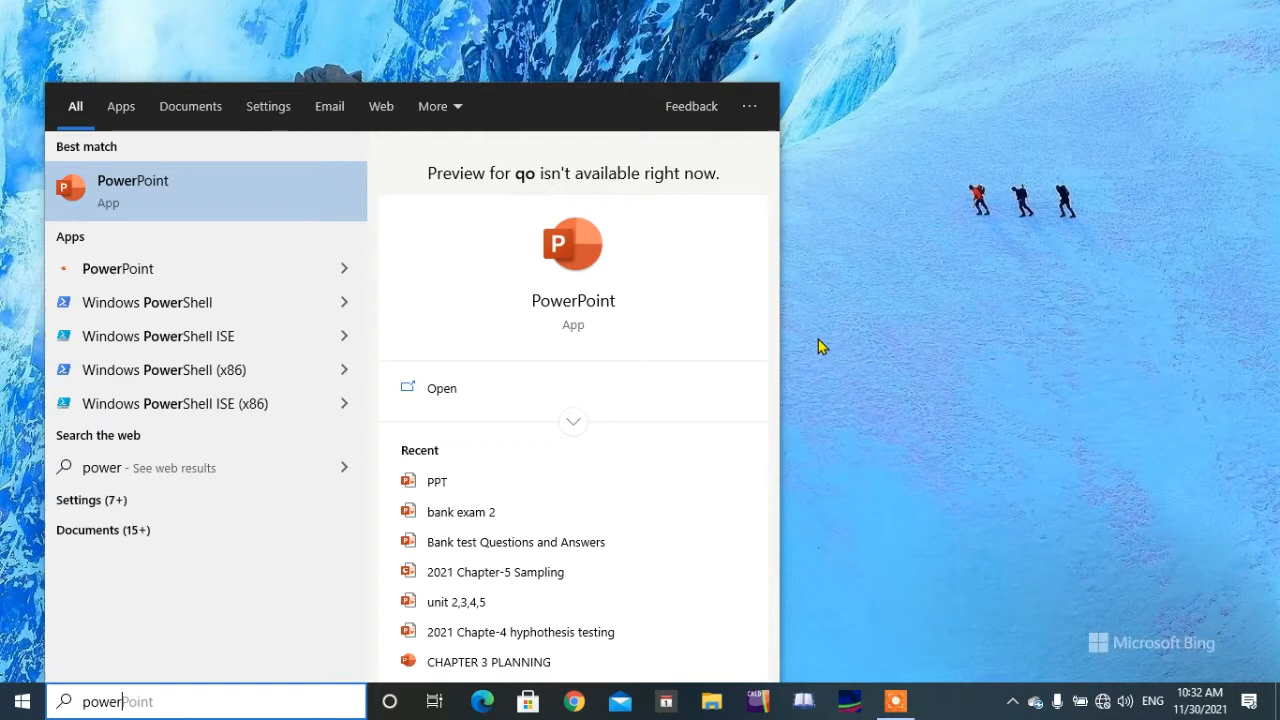 All Apps Documents Settings Email Web More Feedback ...
Best match
PowerPoint
App
Apps
PowerPoint
Windows PowerShell
Windows PowerShell ISE
Windows PowerShell (x86)
Windows PowerShell ISE (x86)
Search the web
power - See web results
Settings (7+)
Documents (15+)
Preview for qo isn't available right now.
P
PowerPoint
App
Open
Recent
PPT
bank exam 2
Bank test Questions and Answers
2021 Chapter-5 Sampling
unit 2,3,4,5
2021 Chapte-4 hyphothesis testing
CHAPTER 3 PLANNING
Microsoft Bing
powerPoint
CALD
1
ENG
10:32 AM
11/30/2021